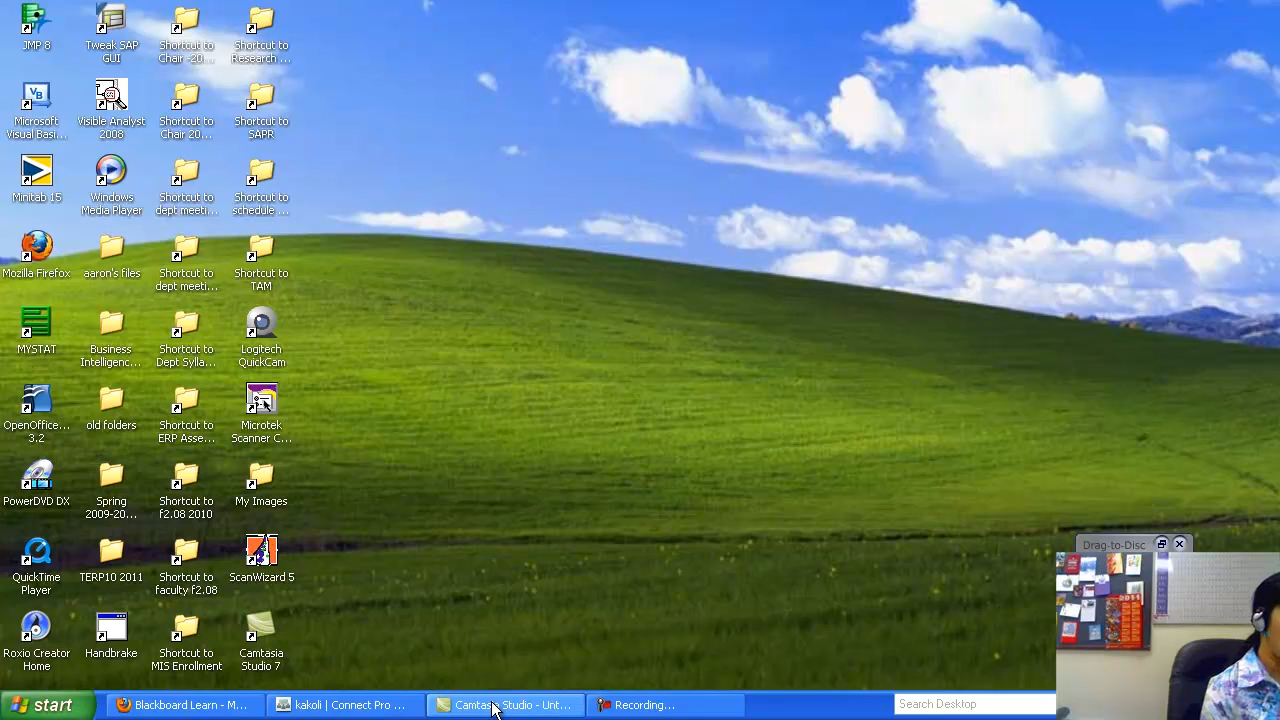 JMP 8
Tweak SAP
GUI
Shortcut to
Chair -20...
Shortcut to
Research ...
Microsoft
Visual Basi...
Visible Analyst
2008
Shortcut to
Chair 20...
Shortcut to
SAPR
Minitab 15
Windows
Media Player
Shortcut to
dept meeti...
Shortcut to
schedule ...
Mozilla Firefox
aaron's files
Shortcut to
dept meeti...
Shortcut to
TAM
MYSTAT
Business
Intelligenc...
Shortcut to
Dept Sylla...
Logitech
QuickCam
OpenOffice...
3.2
old folders
Shortcut to
ERP Asse...
Microtek
Scanner C...
PowerDVD DX
Spring
2009-20...
Shortcut to
f2.08 2010
My Images
QuickTime
Player
TERP10 2011
Shortcut to
faculty f2.08
ScanWizard 5
Roxio Creator
Home
Handbrake
Shortcut to
MIS Enrollment
Camtasia
Studio 7
Drag-to-Disc
2011
start
Blackboard Learn - M...
kakoli | Connect Pro ...
Camtasia Studio - Unt...
Recording...
Search Desktop